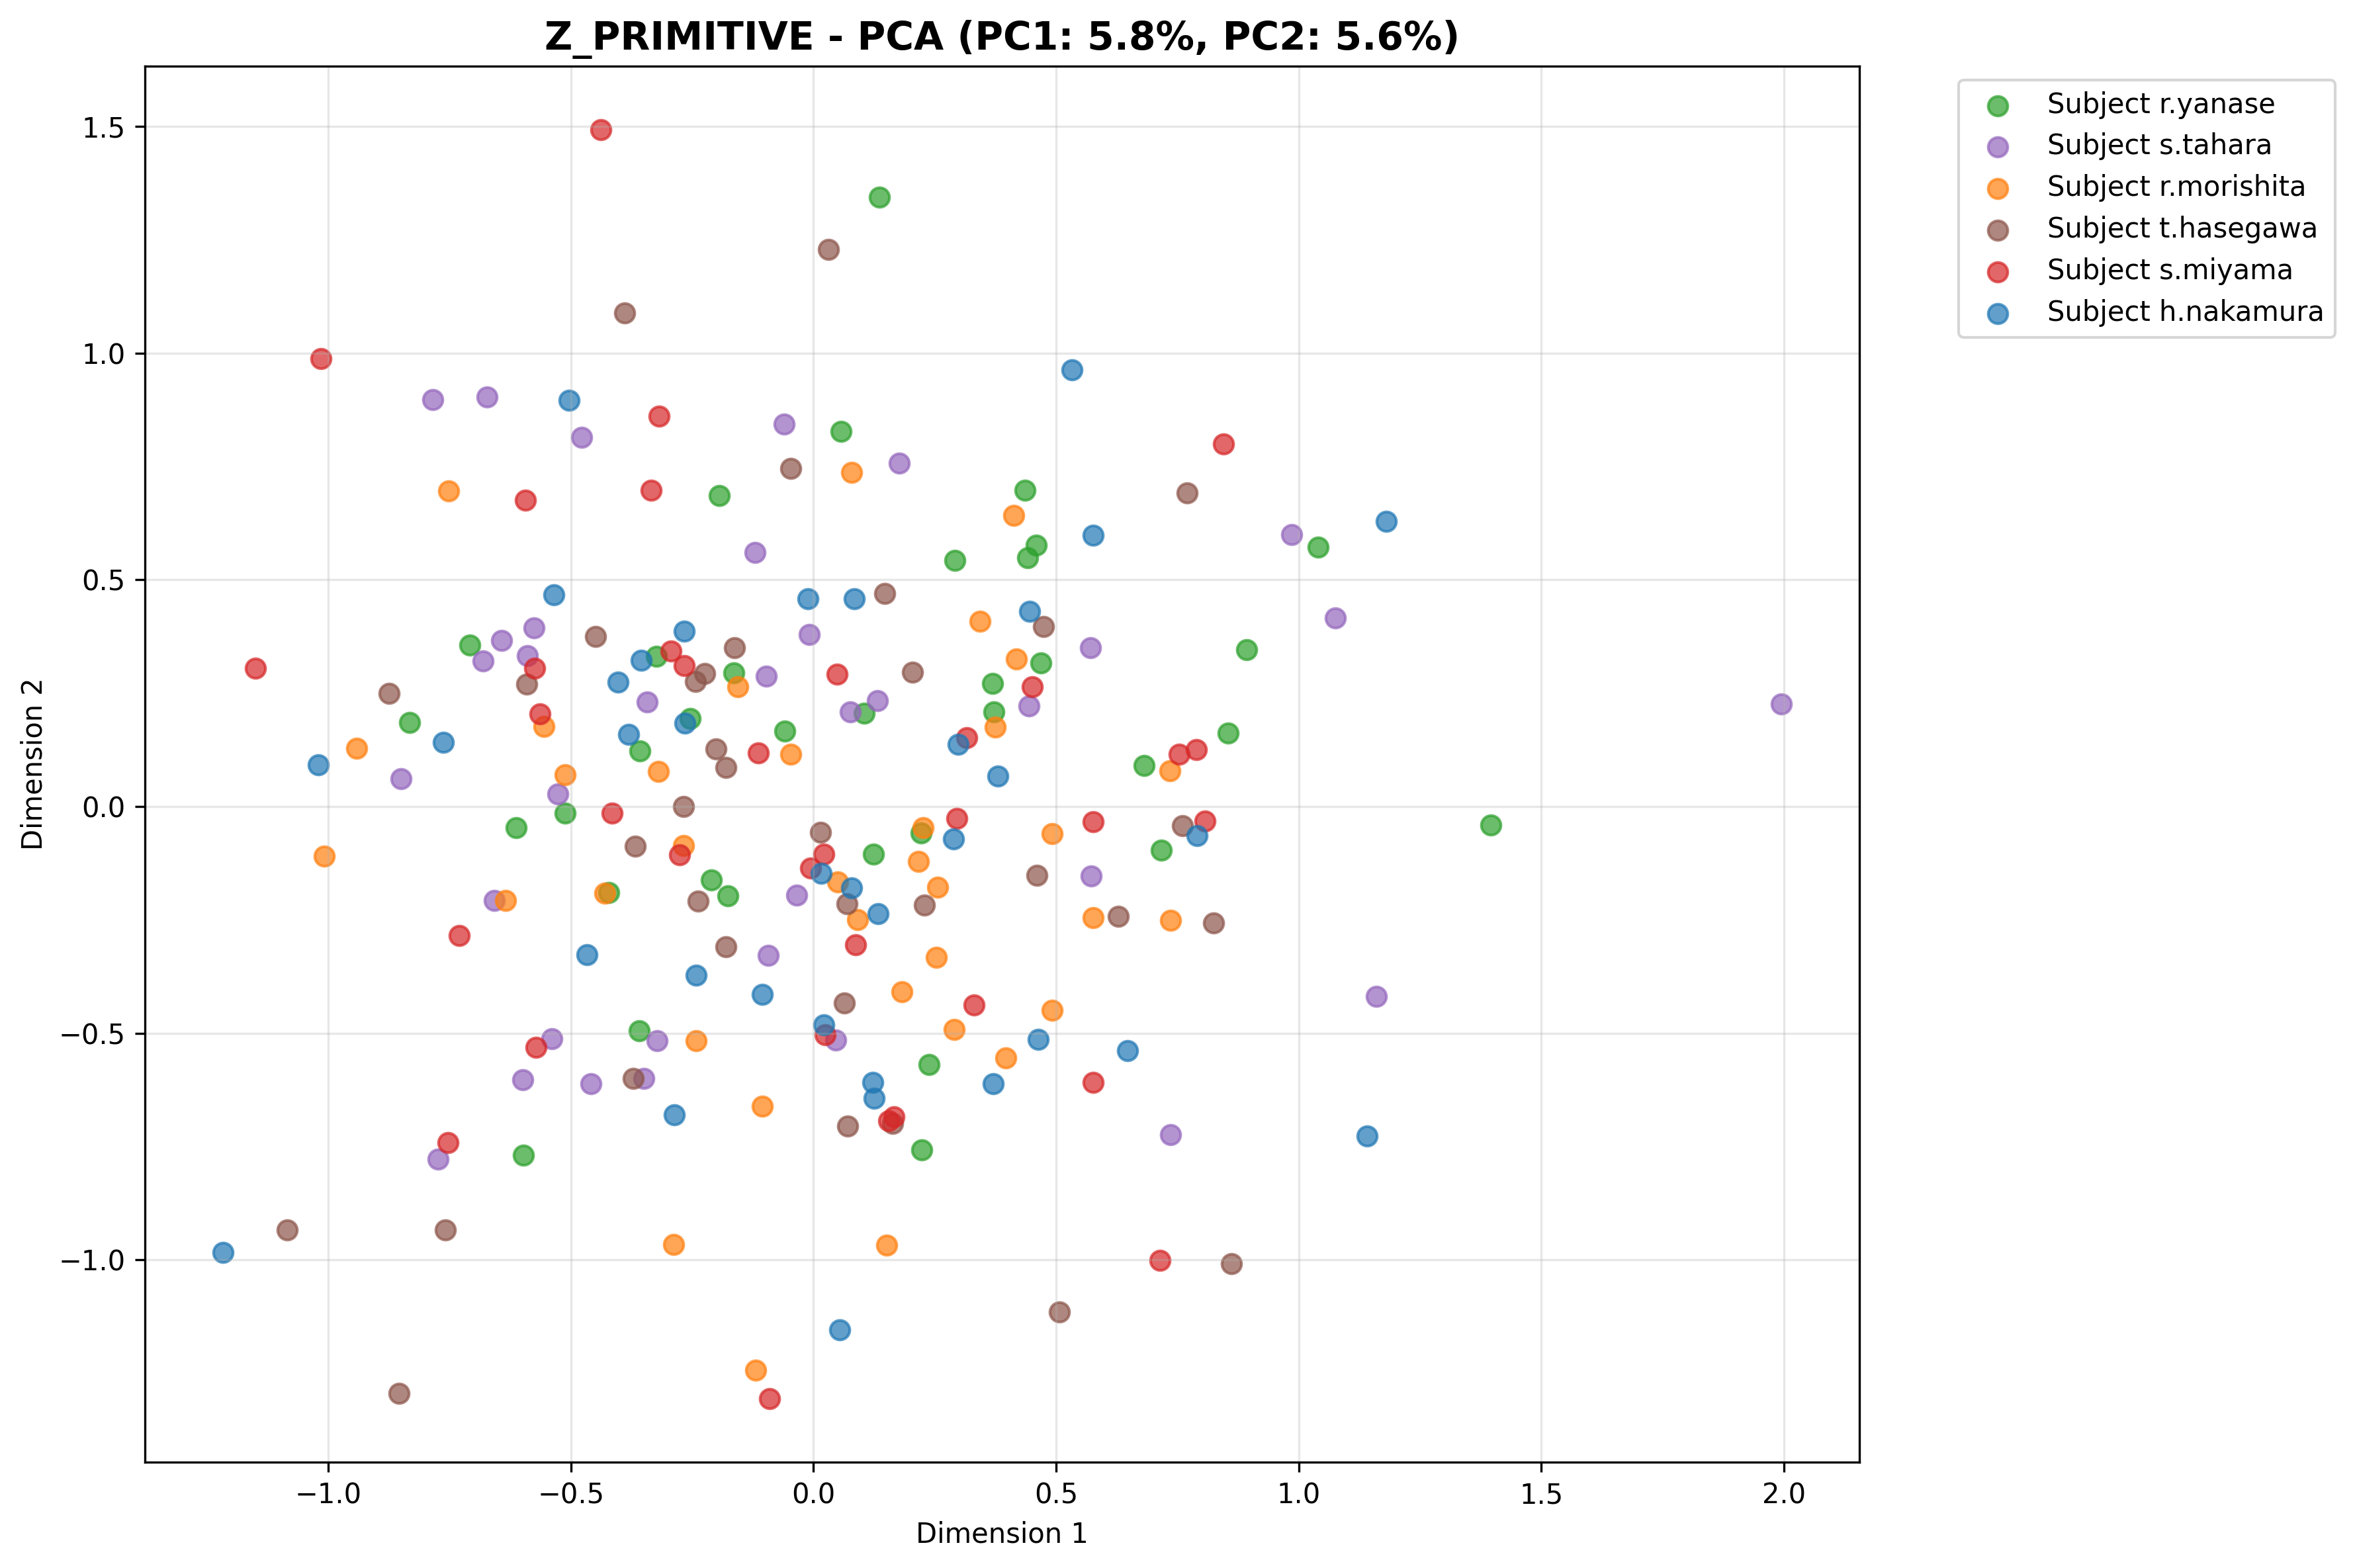 Z_PRIMITIVE - PCA (PC1: 5.8%, PC2: 5.6%)
Subject r.yanase
Subject s.tahara
Subject r.morishita
Subject t.hasegawa
Subject s.miyama
Subject h.nakamura
1.5
1.0
0.5
0.0
−0.5
−1.0
Dimension 2
−1.0
−0.5
0.0
0.5
1.0
1.5
2.0
Dimension 1